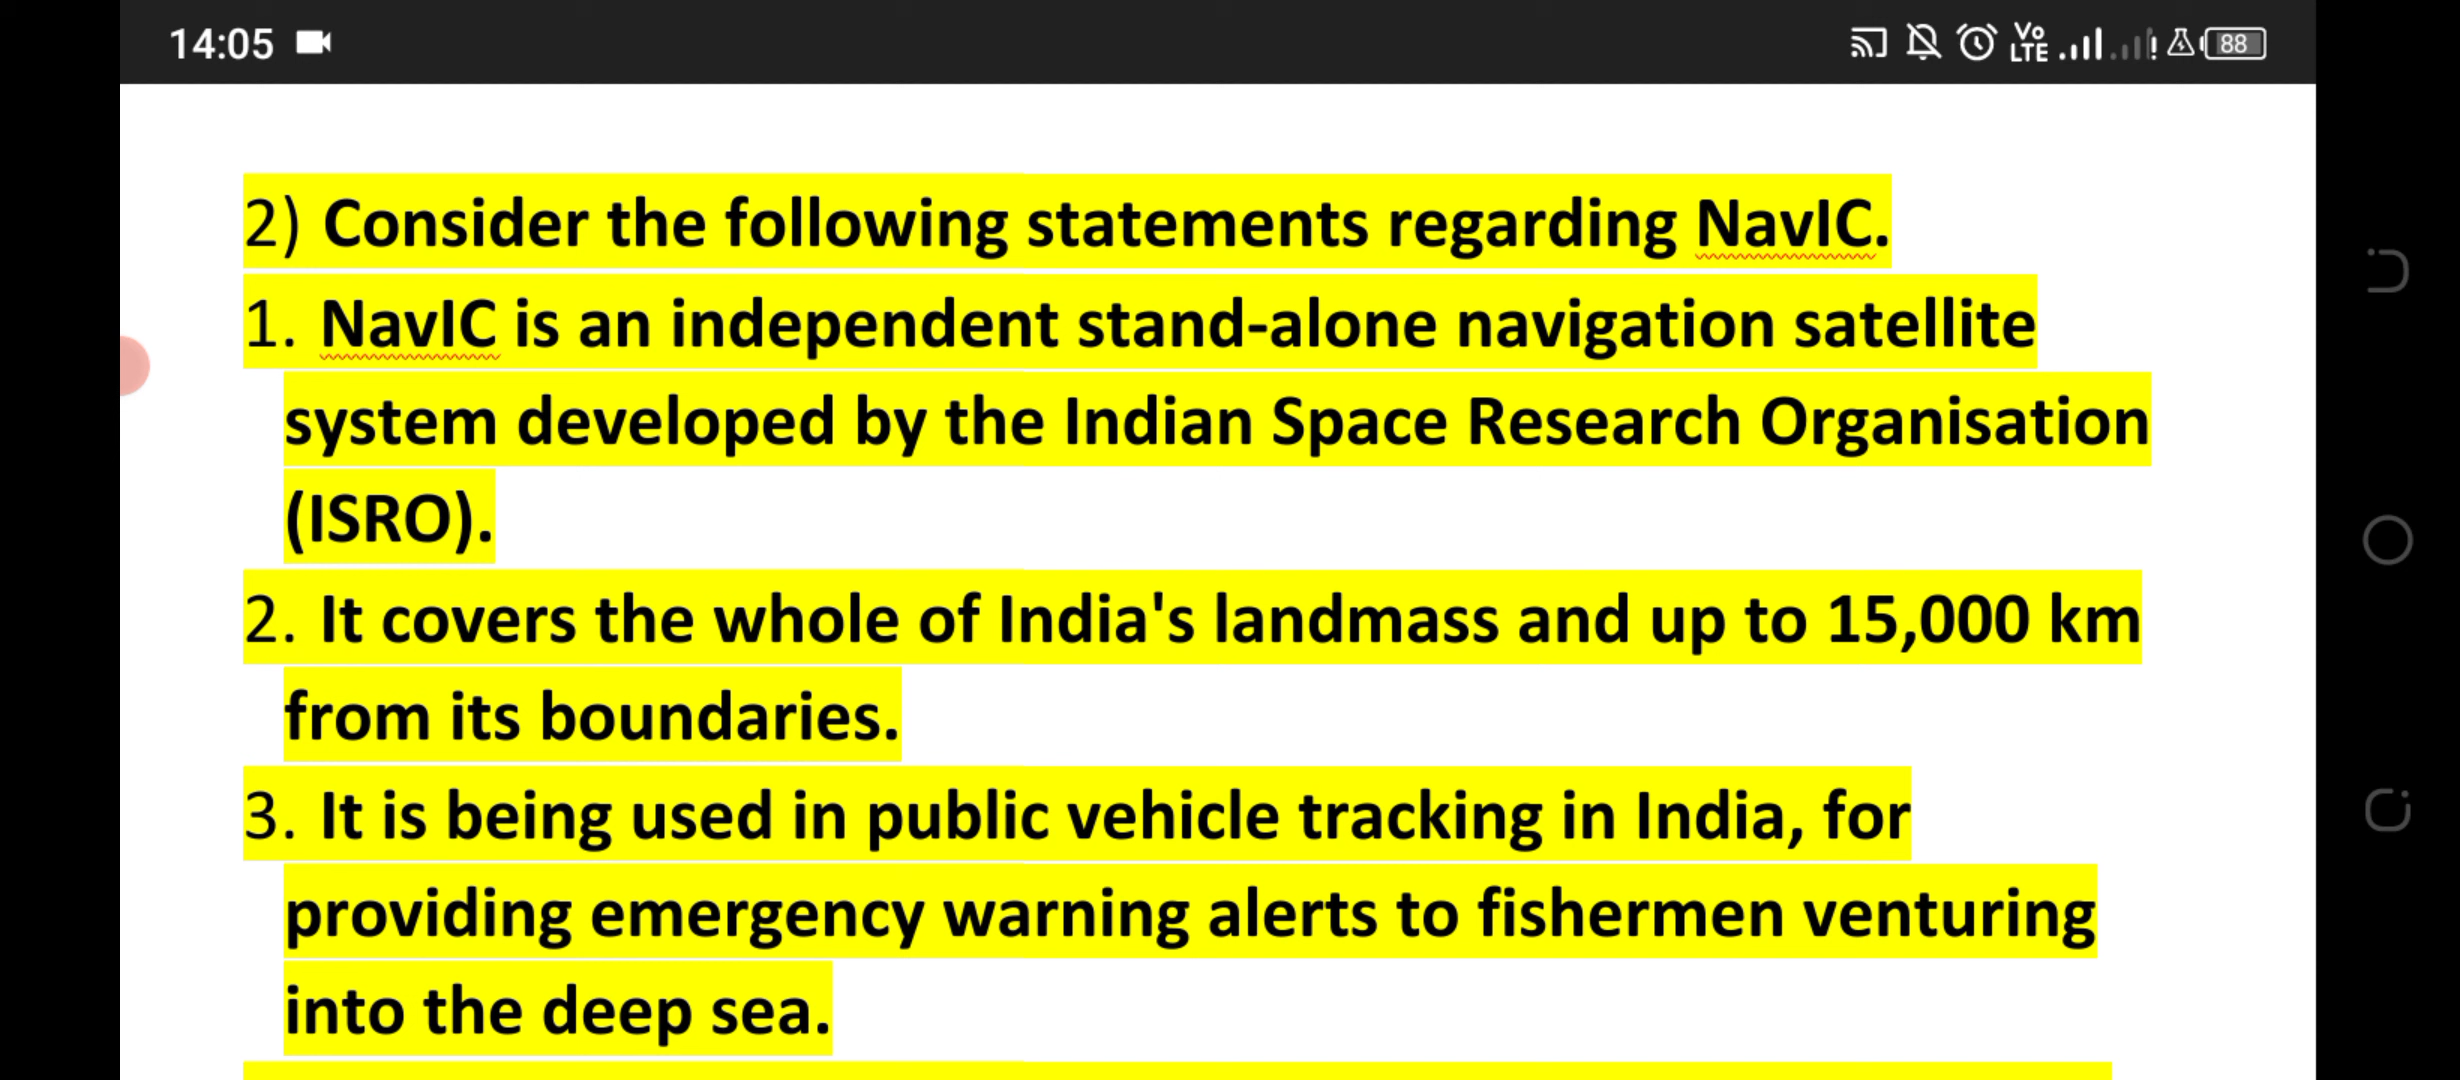 14:05 Vo LTE 88
2) Consider the following statements regarding NavIC.
1. NavIC is an independent stand-alone navigation satellite
system developed by the Indian Space Research Organisation
(ISRO).
2. It covers the whole of India's landmass and up to 15,000 km
from its boundaries.
3. It is being used in public vehicle tracking in India, for
providing emergency warning alerts to fishermen venturing
into the deep sea.